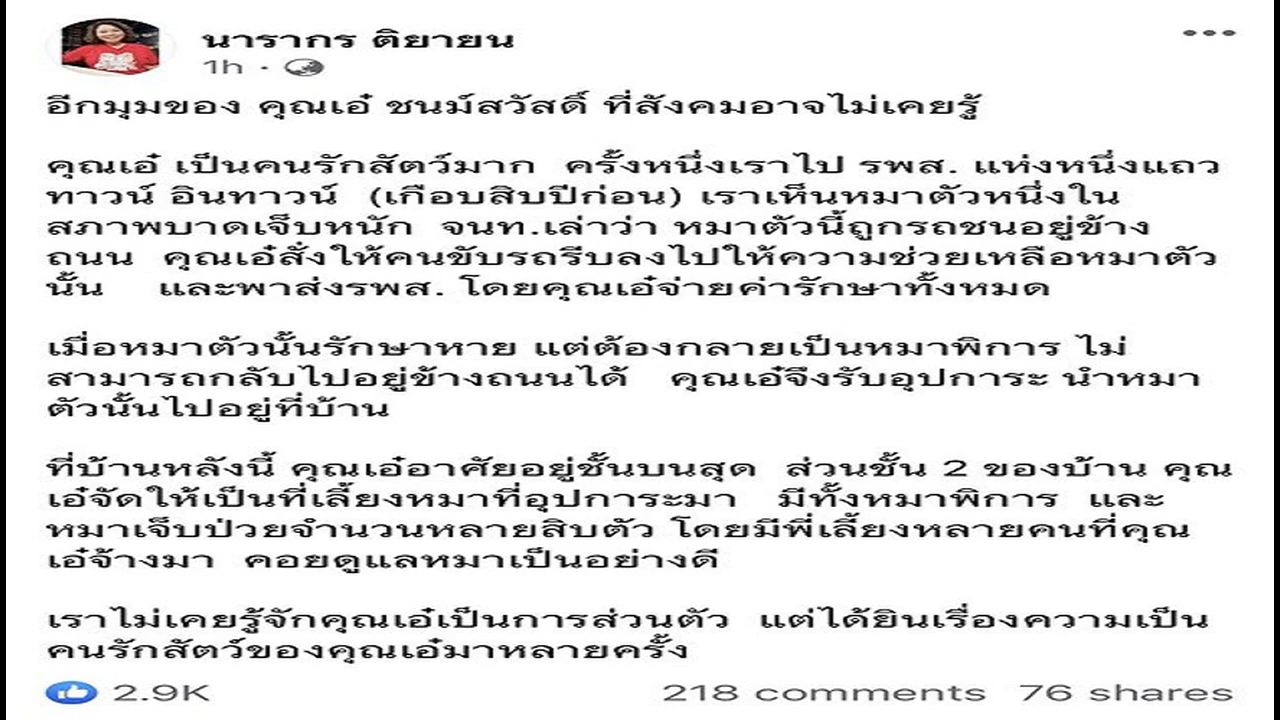 นารากร ติยายน
1h ·
อีกมุมของ คุณเอ๋ ชนม์สวัสดิ์ ที่สังคมอาจไม่เคยรู้
คุณเอ๋ เป็นคนรักสัตว์มาก ครั้งหนึ่งเราไป รพส. แห่งหนึ่งแถว
ทาวน์ อินทาวน์ (เกือบสิบปีก่อน) เราเห็นหมาตัวหนึ่งใน
สภาพบาดเจ็บหนัก จนท.เล่าว่า หมาตัวนี้ถูกรถชนอยู่ข้าง
ถนน คุณเอ๋สั่งให้คนขับรถรีบลงไปให้ความช่วยเหลือหมาตัว
นั้น และพาส่งรพส. โดยคุณเอ๋จ่ายค่ารักษาทั้งหมด
เมื่อหมาตัวนั้นรักษาหาย แต่ต้องกลายเป็นหมาพิการ ไม่
สามารถกลับไปอยู่ข้างถนนได้ คุณเอ๋จึงรับอุปการะ นำหมา
ตัวนั้นไปอยู่ที่บ้าน
ที่บ้านหลังนี้ คุณเอ๋อาศัยอยู่ชั้นบนสุด ส่วนชั้น 2 ของบ้าน คุณ
เอ๋จัดให้เป็นที่เลี้ยงหมาที่อุปการะมา มีทั้งหมาพิการ และ
หมาเจ็บป่วยจำนวนหลายสิบตัว โดยมีพี่เลี้ยงหลายคนที่คุณ
เอ๋จ้างมา คอยดูแลหมาเป็นอย่างดี
เราไม่เคยรู้จักคุณเอ๋เป็นการส่วนตัว แต่ได้ยินเรื่องความเป็น
คนรักสัตว์ของคุณเอ๋มาหลายครั้ง
2.9K 218 comments 76 shares